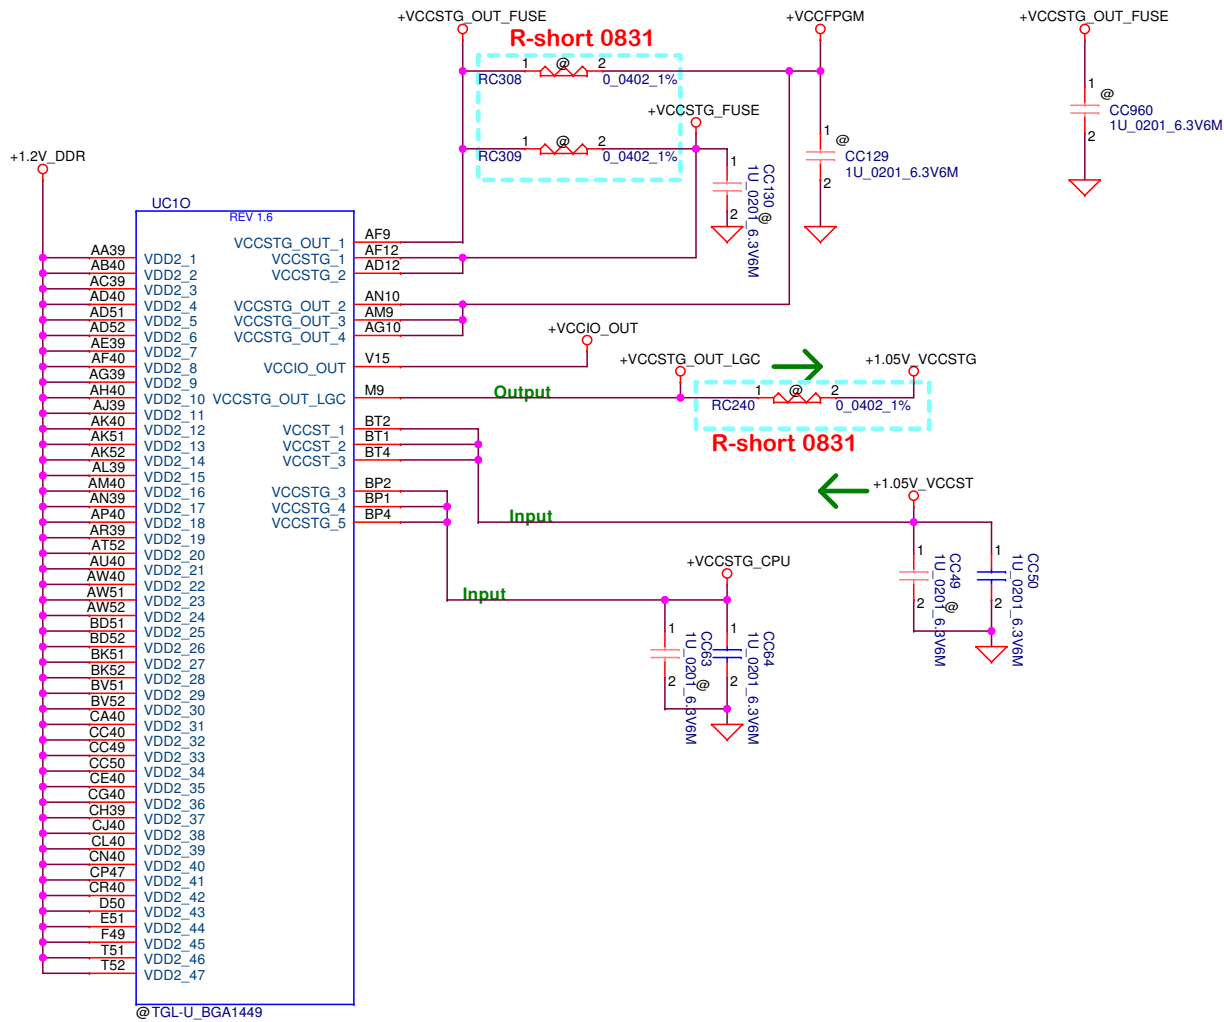 +VCCSTG_OUT_FUSE
+VCCFPGM
+VCCSTG_OUT_FUSE
R-short 0831
1
@
2
RC308
0_0402_1%
+VCCSTG_FUSE
1
@
2
RC309
0_0402_1%
1
CC130
1U_0201_6.3V6M
2
@
1
@
CC129
1U_0201_6.3V6M
2
1
@
CC960
1U_0201_6.3V6M
2
+1.2V_DDR
UC1O
REV 1.6
AA39 VDD2_1
AB40 VDD2_2
AC39 VDD2_3
AD40 VDD2_4
AD51 VDD2_5
AD52 VDD2_6
AE39 VDD2_7
AF40 VDD2_8
AG39 VDD2_9
AH40 VDD2_10
AJ39 VDD2_11
AK40 VDD2_12
AK51 VDD2_13
AK52 VDD2_14
AL39 VDD2_15
AM40 VDD2_16
AN39 VDD2_17
AP40 VDD2_18
AR39 VDD2_19
AT52 VDD2_20
AU40 VDD2_21
AW40 VDD2_22
AW51 VDD2_23
AW52 VDD2_24
BD51 VDD2_25
BD52 VDD2_26
BK51 VDD2_27
BK52 VDD2_28
BV51 VDD2_29
BV52 VDD2_30
CA40 VDD2_31
CC40 VDD2_32
CC49 VDD2_33
CC50 VDD2_34
CE40 VDD2_35
CG40 VDD2_36
CH39 VDD2_37
CJ40 VDD2_38
CL40 VDD2_39
CN40 VDD2_40
CP47 VDD2_41
CR40 VDD2_42
D50 VDD2_43
E51 VDD2_44
F49 VDD2_45
T51 VDD2_46
T52 VDD2_47
VCCSTG_OUT_1 AF9
VCCSTG_1 AF12
VCCSTG_2 AD12
VCCSTG_OUT_2 AN10
VCCSTG_OUT_3 AM9
VCCSTG_OUT_4 AG10
VCCIO_OUT V15
VCCSTG_OUT_LGC M9
VCCST_1 BT2
VCCST_2 BT1
VCCST_3 BT4
VCCSTG_3 BP2
VCCSTG_4 BP1
VCCSTG_5 BP4
@TGL-U_BGA1449
+VCCIO_OUT
+VCCSTG_OUT_LGC
+1.05V_VCCSTG
Output
1
@
2
RC240
0_0402_1%
R-short 0831
+1.05V_VCCST
Input
1
CC49
1U_0201_6.3V6M
2
@
1
CC50
1U_0201_6.3V6M
2
+VCCSTG_CPU
Input
1
CC63
1U_0201_6.3V6M
2
@
1
CC64
1U_0201_6.3V6M
2